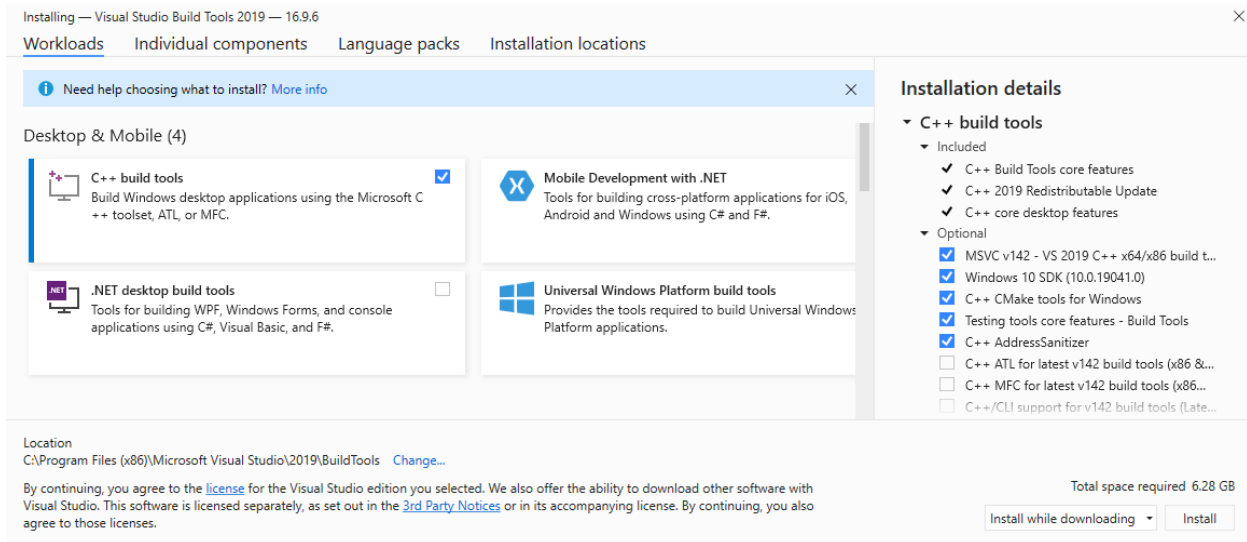 Installing — Visual Studio Build Tools 2019 — 16.9.6
Workloads
Individual components
Language packs
Installation locations
Need help choosing what to install? More info
Desktop & Mobile (4)
C++ build tools
Build Windows desktop applications using the Microsoft C
++ toolset, ATL, or MFC.
Mobile Development with .NET
Tools for building cross-platform applications for iOS,
Android and Windows using C# and F#.
.NET
.NET desktop build tools
Tools for building WPF, Windows Forms, and console
applications using C#, Visual Basic, and F#.
Universal Windows Platform build tools
Provides the tools required to build Universal Windows
Platform applications.
Installation details
C++ build tools
Included
C++ Build Tools core features
C++ 2019 Redistributable Update
C++ core desktop features
Optional
MSVC v142 - VS 2019 C++ x64/x86 build t...
Windows 10 SDK (10.0.19041.0)
C++ CMake tools for Windows
Testing tools core features - Build Tools
C++ AddressSanitizer
C++ ATL for latest v142 build tools (x86 &...
C++ MFC for latest v142 build tools (x86...
C++/CLI support for v142 build tools (Late...
Location
C:\Program Files (x86)\Microsoft Visual Studio\2019\BuildTools Change...
By continuing, you agree to the license for the Visual Studio edition you selected. We also offer the ability to download other software with
Visual Studio. This software is licensed separately, as set out in the 3rd Party Notices or in its accompanying license. By continuing, you also
agree to those licenses.
Total space required 6.28 GB
Install while downloading
Install